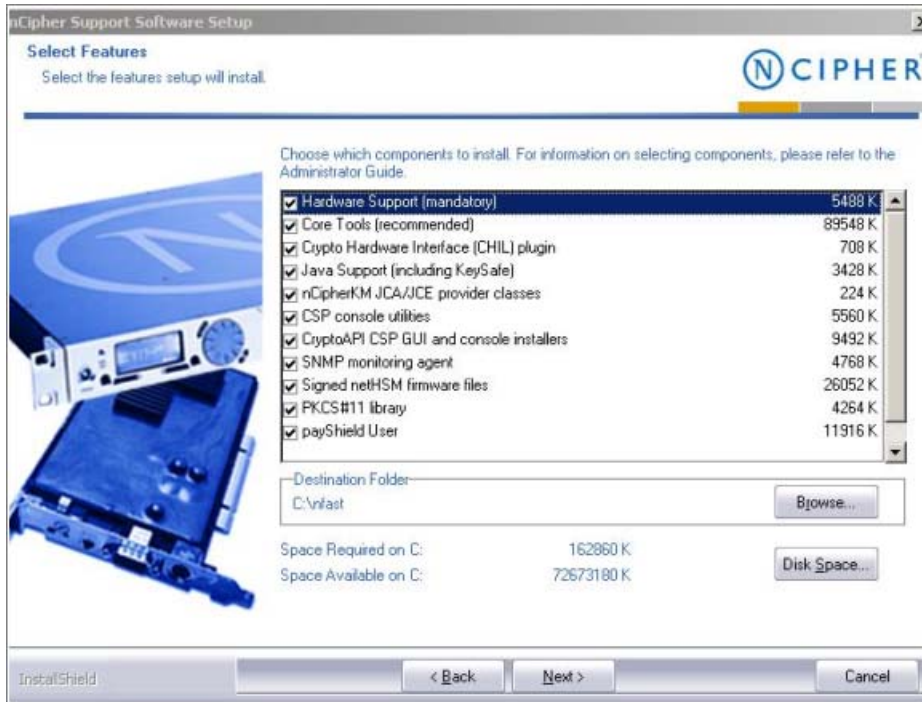 nCipher Support Software Setup
Select Features
Select the features setup will install.
N CIPHER
Choose which components to install. For information on selecting components, please refer to the
Administrator Guide.
Hardware Support (mandatory) 5488 K
Core Tools (recommended) 89548 K
Crypto Hardware Interface (CHIL) plugin 708 K
Java Support (including KeySafe) 3428 K
nCipherKM JCA/JCE provider classes 224 K
CSP console utilities 5560 K
CryptoAPI CSP GUI and console installers 9492 K
SNMP monitoring agent 4768 K
Signed netHSM firmware files 26052 K
PKCS#11 library 4264 K
payShield User 11916 K
Destination Folder
C:\nfast
Browse...
Space Required on C: 162860 K
Space Available on C: 72673180 K
Disk Space...
InstallShield
< Back
Next >
Cancel